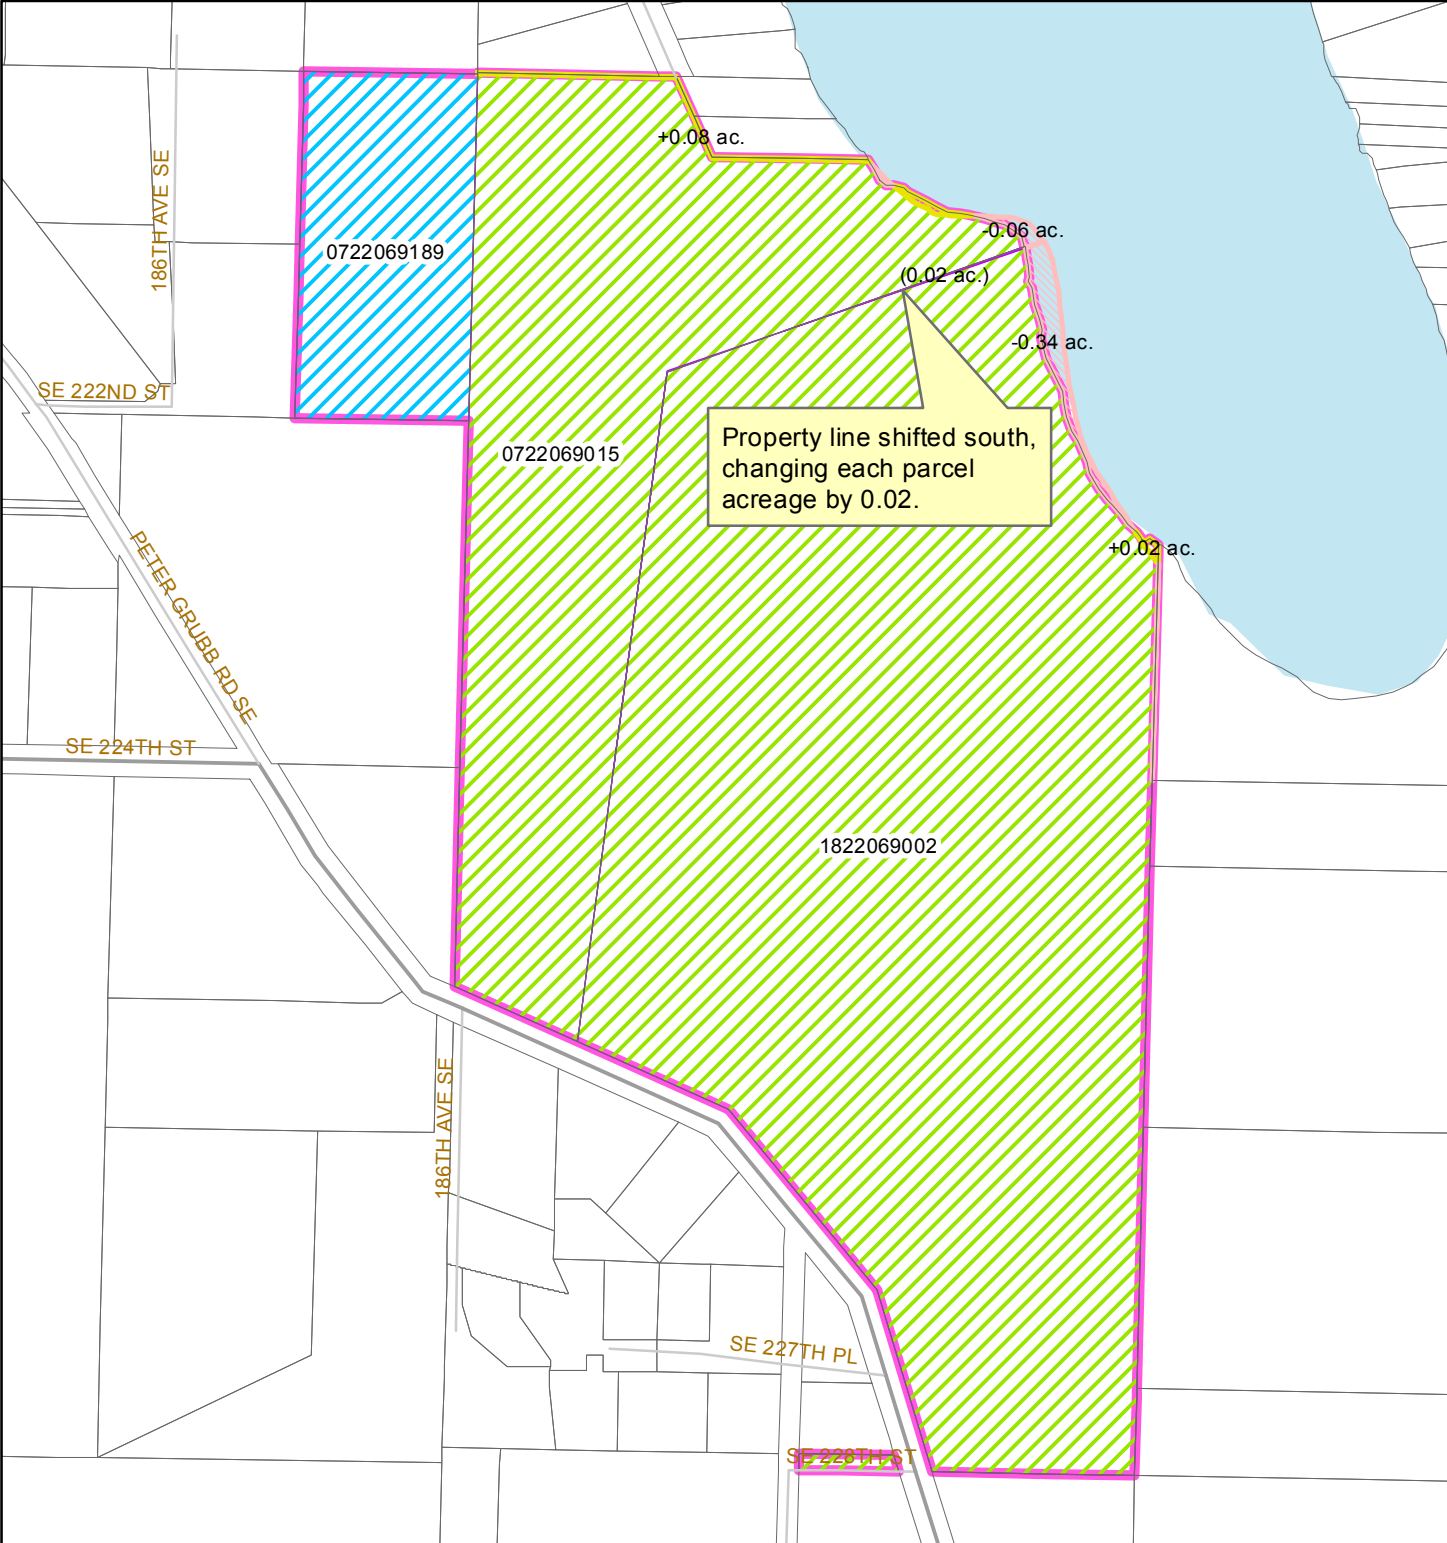 +0.08 ac.
186TH AVE SE
-0.06 ac.
0722069189
(0.02 ac.)
-0.34 ac.
SE 222ND ST
Property line shifted south,
changing each parcel
acreage by 0.02.
0722069015
+0.02 ac.
PETER GRUBB RD SE
SE 224TH ST
1822069002
186TH AVE SE
SE 227TH PL
SE 228TH ST